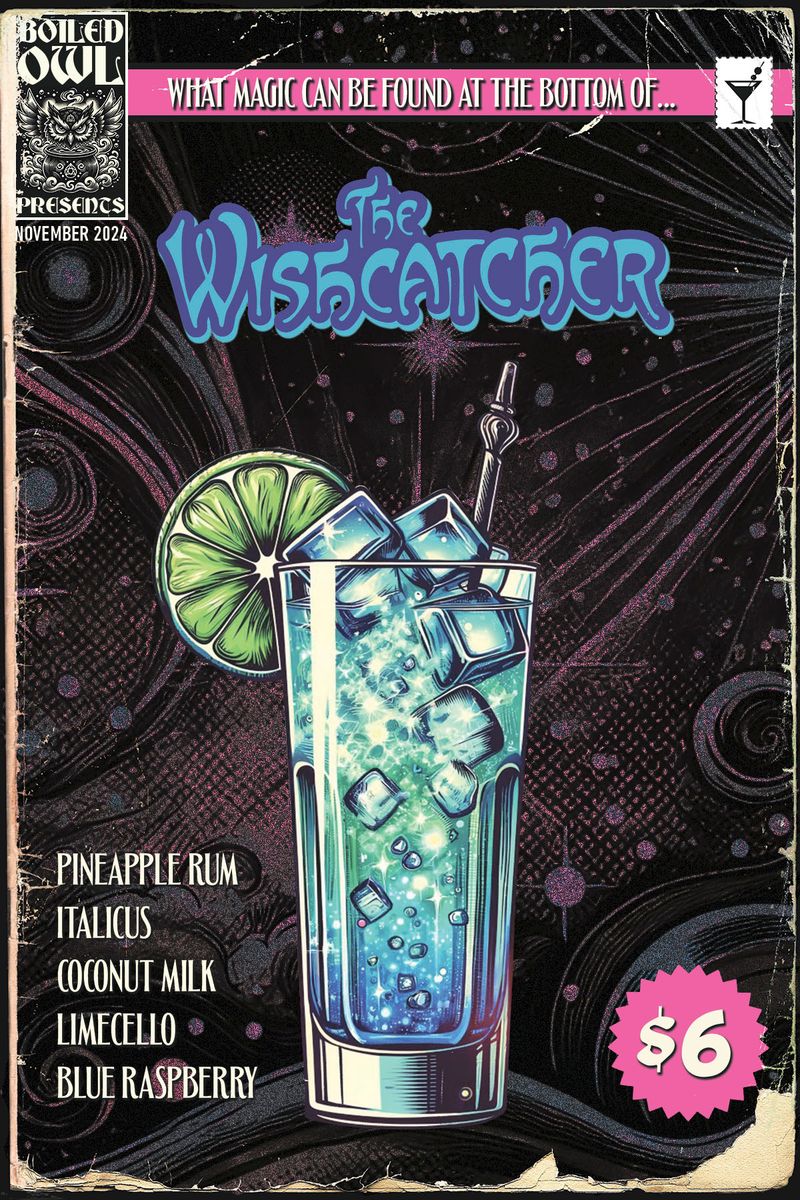 BOILED
OWL
PRESENTS
NOVEMBER 2024
WHAT MAGIC CAN BE FOUND AT THE BOTTOM OF...
The
WISHCATCHER
PINEAPPLE RUM
ITALICUS
COCONUT MILK
LIMECELLO
BLUE RASPBERRY
$6